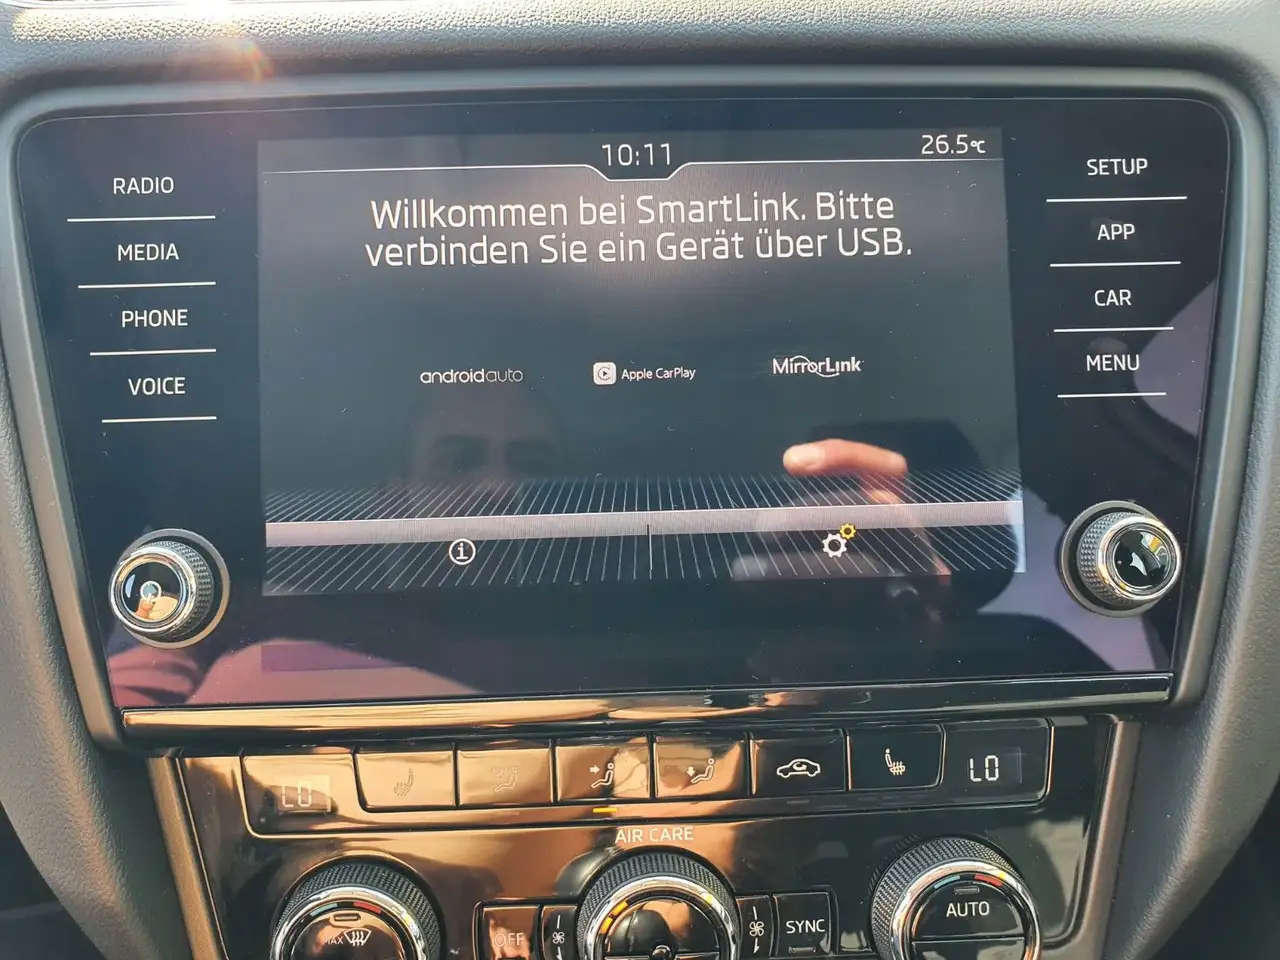 10:11
26.5°C
RADIO
MEDIA
PHONE
VOICE
Willkommen bei SmartLink. Bitte
verbinden Sie ein Gerät über USB.
androidauto
Apple CarPlay
MirrorLink
SETUP
APP
CAR
MENU
LO
LO
AIR CARE
MAX
OFF
SYNC
AUTO